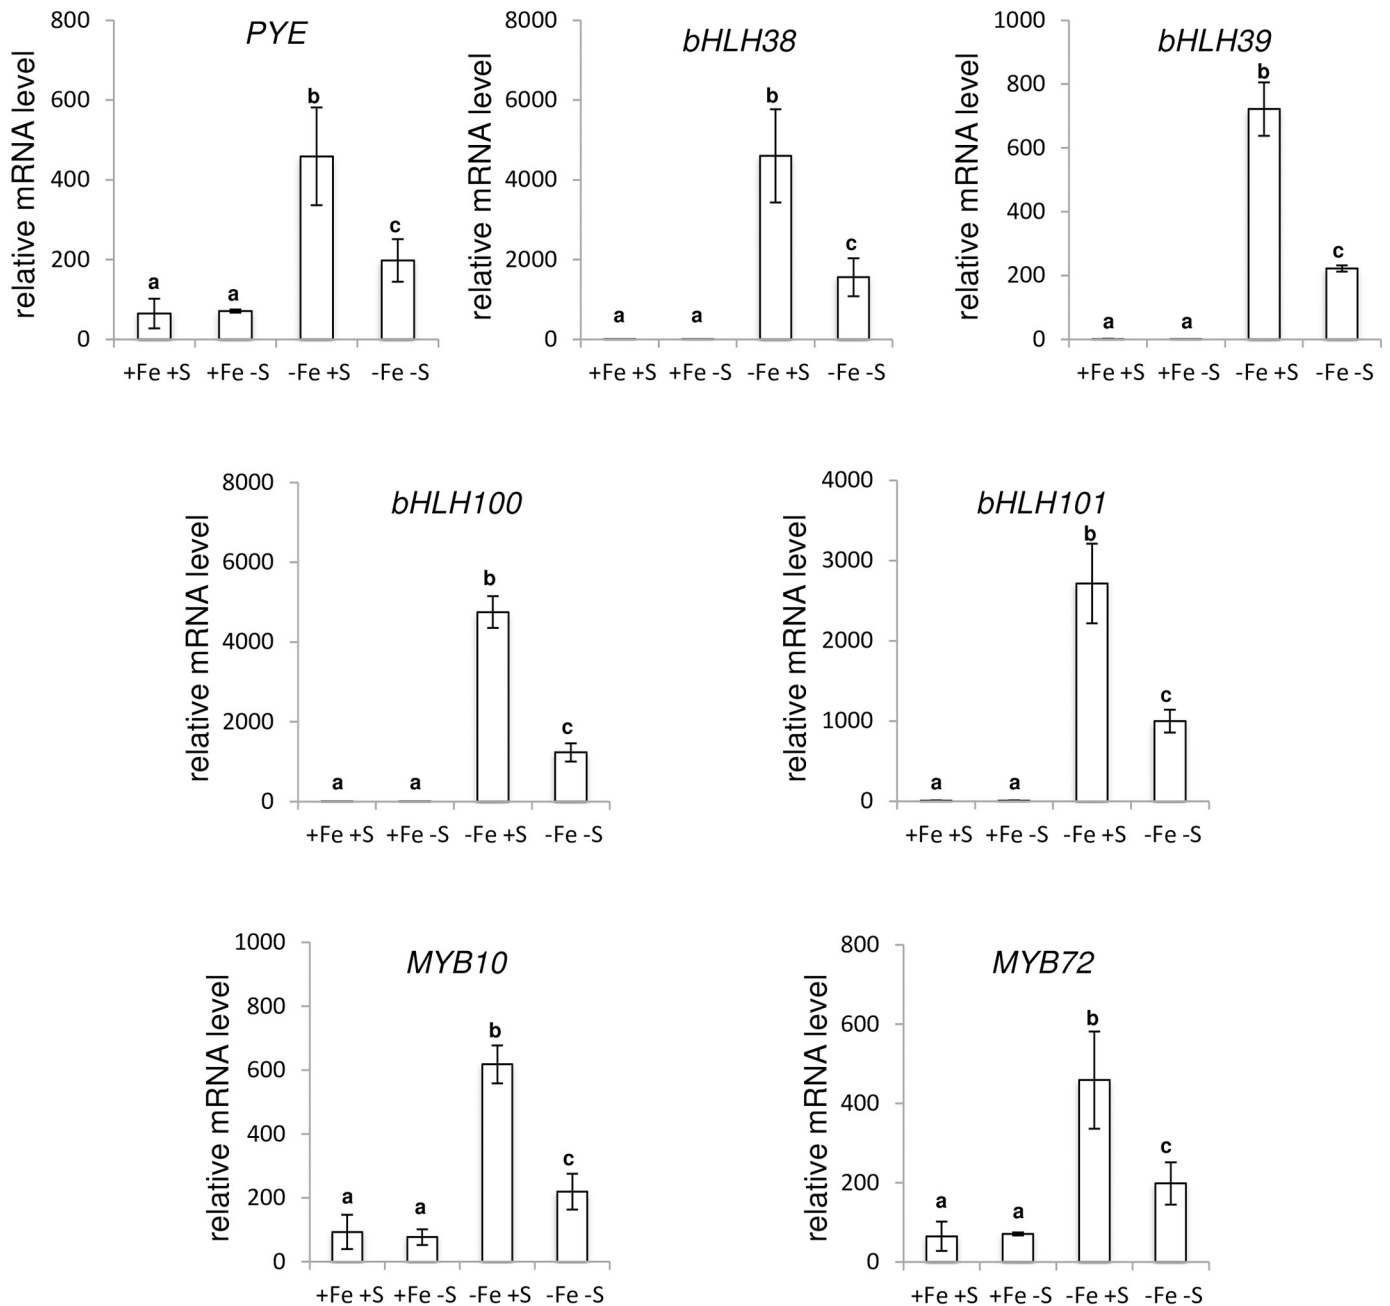 PYE
relative mRNA level
800
600
400
200
0
b
c
a
a
+Fe +S +Fe -S -Fe +S -Fe -S
bHLH38
relative mRNA level
8000
6000
4000
2000
0
b
c
a
a
+Fe +S +Fe -S -Fe +S -Fe -S
bHLH39
relative mRNA level
1000
800
600
400
200
0
b
c
a
a
+Fe +S +Fe -S -Fe +S -Fe -S
bHLH100
relative mRNA level
8000
6000
4000
2000
0
b
c
a
a
+Fe +S +Fe -S -Fe +S -Fe -S
bHLH101
relative mRNA level
4000
3000
2000
1000
0
b
c
a
a
+Fe +S +Fe -S -Fe +S -Fe -S
MYB10
relative mRNA level
1000
800
600
400
200
0
b
c
a
a
+Fe +S +Fe -S -Fe +S -Fe -S
MYB72
relative mRNA level
800
600
400
200
0
b
c
a
a
+Fe +S +Fe -S -Fe +S -Fe -S